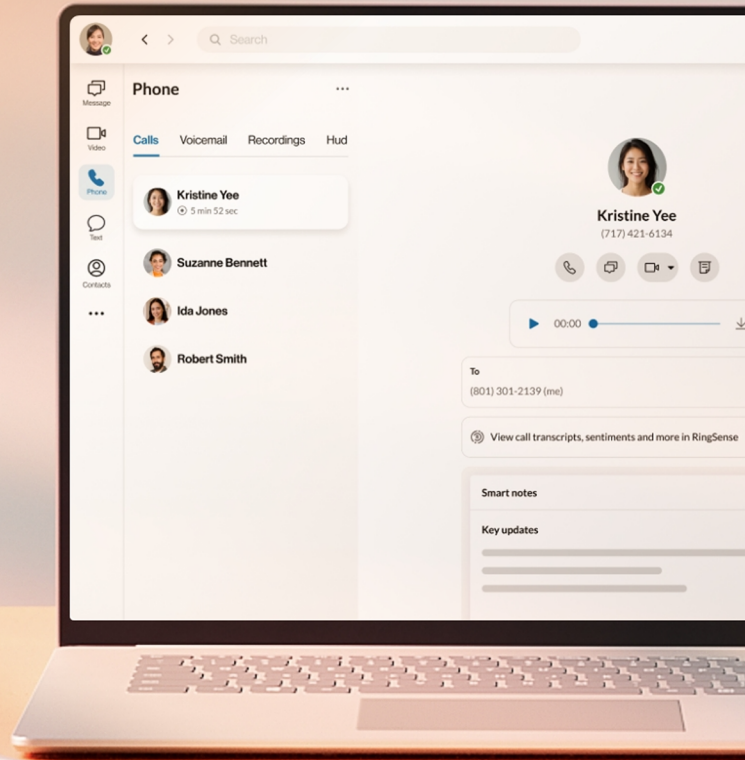 Search
Message
Video
Phone
Text
Contacts
Phone
Calls Voicemail Recordings Hud
Kristine Yee
5 min 52 sec
Suzanne Bennett
Ida Jones
Robert Smith
Kristine Yee
(717) 421-6134
00:00
To
(801) 301-2139 (me)
View call transcripts, sentiments and more in RingSense
Smart notes
Key updates